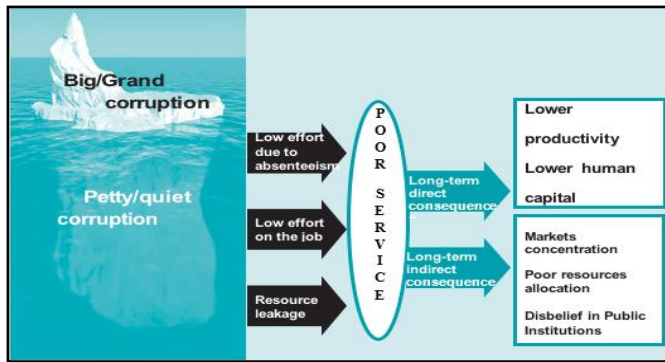 Big/Grand
corruption
Petty/quiet
corruption
Low effort
due to
absenteeism
Low effort
on the job
Resource
leakage
POOR SERVICE
Long-term
direct
consequence
Long-term
indirect
consequence
Lower
productivity
Lower human
capital
Markets
concentration
Poor resources
allocation
Disbelief in Public
Institutions